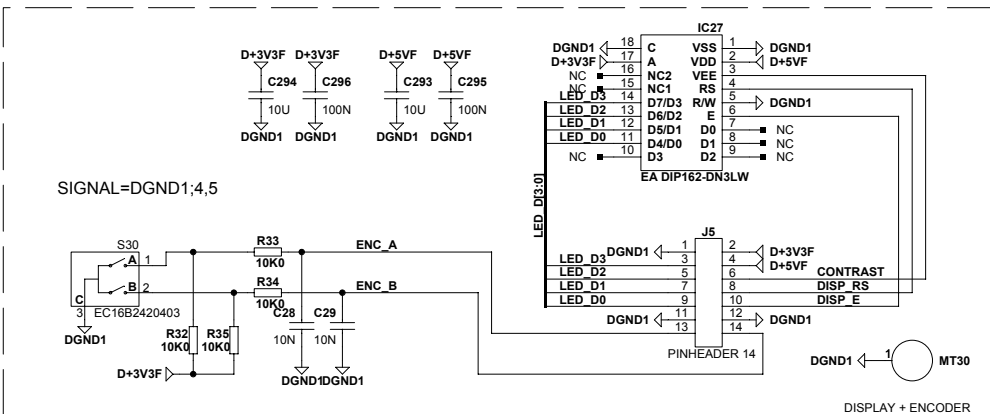 IC27
DGND1 18 C VSS 1 DGND1
D+3V3F 17 A VDD 2 D+5VF
NC 16 NC2 VEE 3
NC 15 NC1 RS 4
LED_D3 14 D7/D3 R/W 5 DGND1
LED_D2 13 D6/D2 E 6
LED_D1 12 D5/D1 D0 7 NC
LED_D0 11 D4/D0 D1 8 NC
NC 10 D3 D2 9 NC
EA DIP162-DN3LW
D+3V3F D+3V3F D+5VF D+5VF
C294 C296 C293 C295
10U 100N 10U 100N
DGND1 DGND1 DGND1 DGND1
SIGNAL=DGND1;4,5
LED_D[3:0]
J5
DGND1 1 2 D+3V3F
LED_D3 3 4 D+5VF
LED_D2 5 6 CONTRAST
LED_D1 7 8 DISP_RS
LED_D0 9 10 DISP_E
DGND1 11 12 DGND1
13 14
PINHEADER 14
S30
A 1
B 2
C
3
EC16B2420403
DGND1
R33
10K0
ENC_A
R34
10K0
ENC_B
R32 R35
10K0 10K0
D+3V3F
C28 C29
10N 10N
DGND1 DGND1
DGND1 1 MT30
DISPLAY + ENCODER